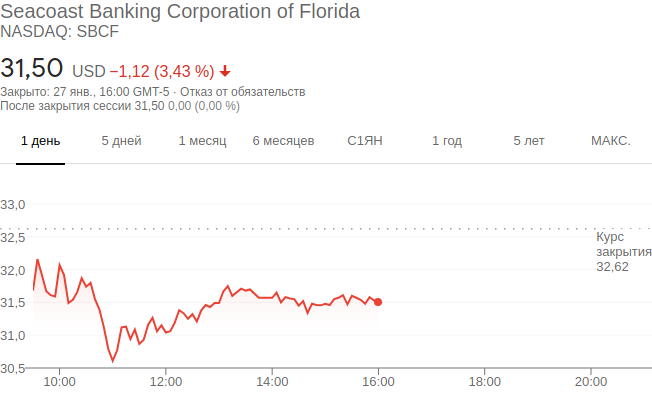 Seacoast Banking Corporation of Florida
NASDAQ: SBCF
31,50 USD −1,12 (3,43 %)
Закрыто: 27 янв., 16:00 GMT-5 · Отказ от обязательств
После закрытия сессии 31,50 0,00 (0,00 %)
1 день 5 дней 1 месяц 6 месяцев С1ЯН 1 год 5 лет МАКС.
33,0
32,5
Курс
закрытия
32,62
32,0
31,5
31,0
30,5
10:00 12:00 14:00 16:00 18:00 20:00